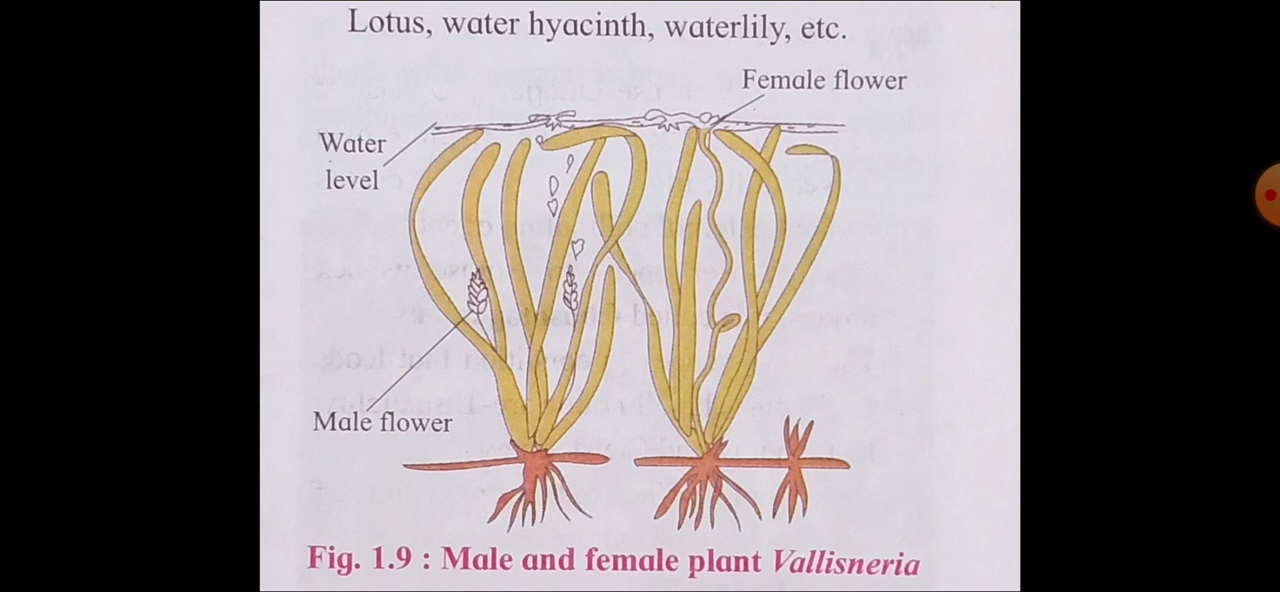 Lotus, water hyacinth, waterlily, etc.
Female flower
Water
level
Male flower
Fig. 1.9 : Male and female plant Vallisneria